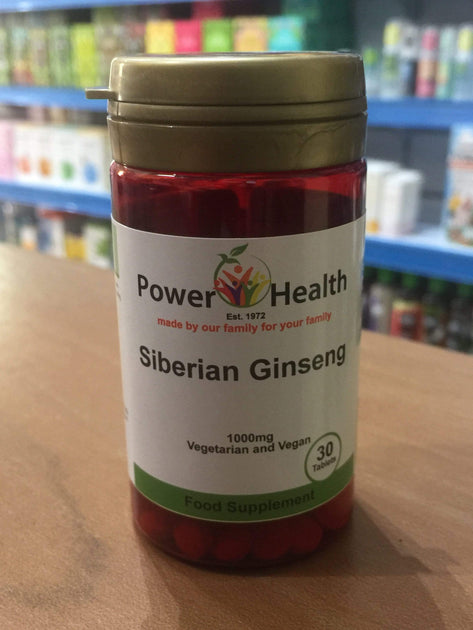 Power Health
Est. 1972
made by our family for your family
Siberian Ginseng
1000mg
Vegetarian and Vegan
30
Tablets
Food Supplement